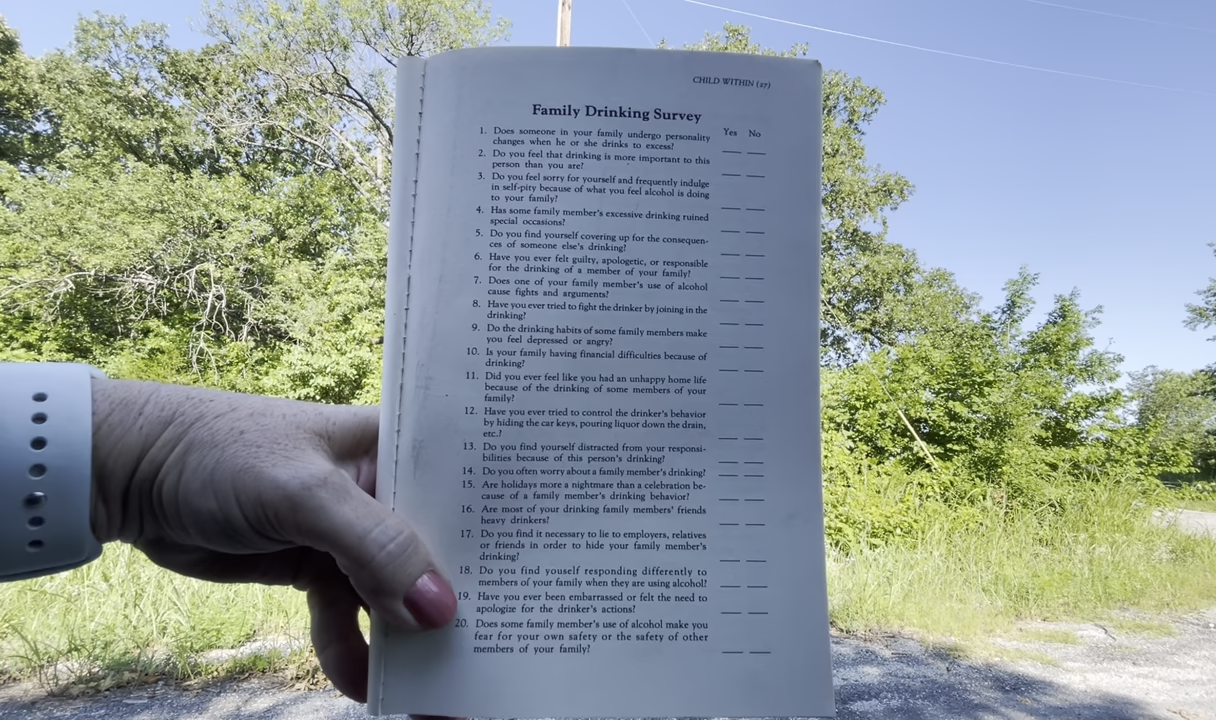 CHILD WITHIN (27)
Family Drinking Survey
Yes No
1. Does someone in your family undergo personality
changes when he or she drinks to excess?
2. Do you feel that drinking is more important to this
person than you are?
3. Do you feel sorry for yourself and frequently indulge
in self-pity because of what you feel alcohol is doing
to your family?
4. Has some family member's excessive drinking ruined
special occasions?
5. Do you find yourself covering up for the consequen-
ces of someone else's drinking?
6. Have you ever felt guilty, apologetic, or responsible
for the drinking of a member of your family?
7. Does one of your family member's use of alcohol
cause fights and arguments?
8. Have you ever tried to fight the drinker by joining in the
drinking?
9. Do the drinking habits of some family members make
you feel depressed or angry?
10. Is your family having financial difficulties because of
drinking?
11. Did you ever feel like you had an unhappy home life
because of the drinking of some members of your
family?
12. Have you ever tried to control the drinker's behavior
by hiding the car keys, pouring liquor down the drain,
etc.?
13. Do you find yourself distracted from your responsi-
bilities because of this person's drinking?
14. Do you often worry about a family member's drinking?
15. Are holidays more a nightmare than a celebration be-
cause of a family member's drinking behavior?
16. Are most of your drinking family members' friends
heavy drinkers?
17. Do you find it necessary to lie to employers, relatives
or friends in order to hide your family member's
drinking?
18. Do you find youself responding differently to
members of your family when they are using alcohol?
19. Have you ever been embarrassed or felt the need to
apologize for the drinker's actions?
20. Does some family member's use of alcohol make you
fear for your own safety or the safety of other
members of your family?